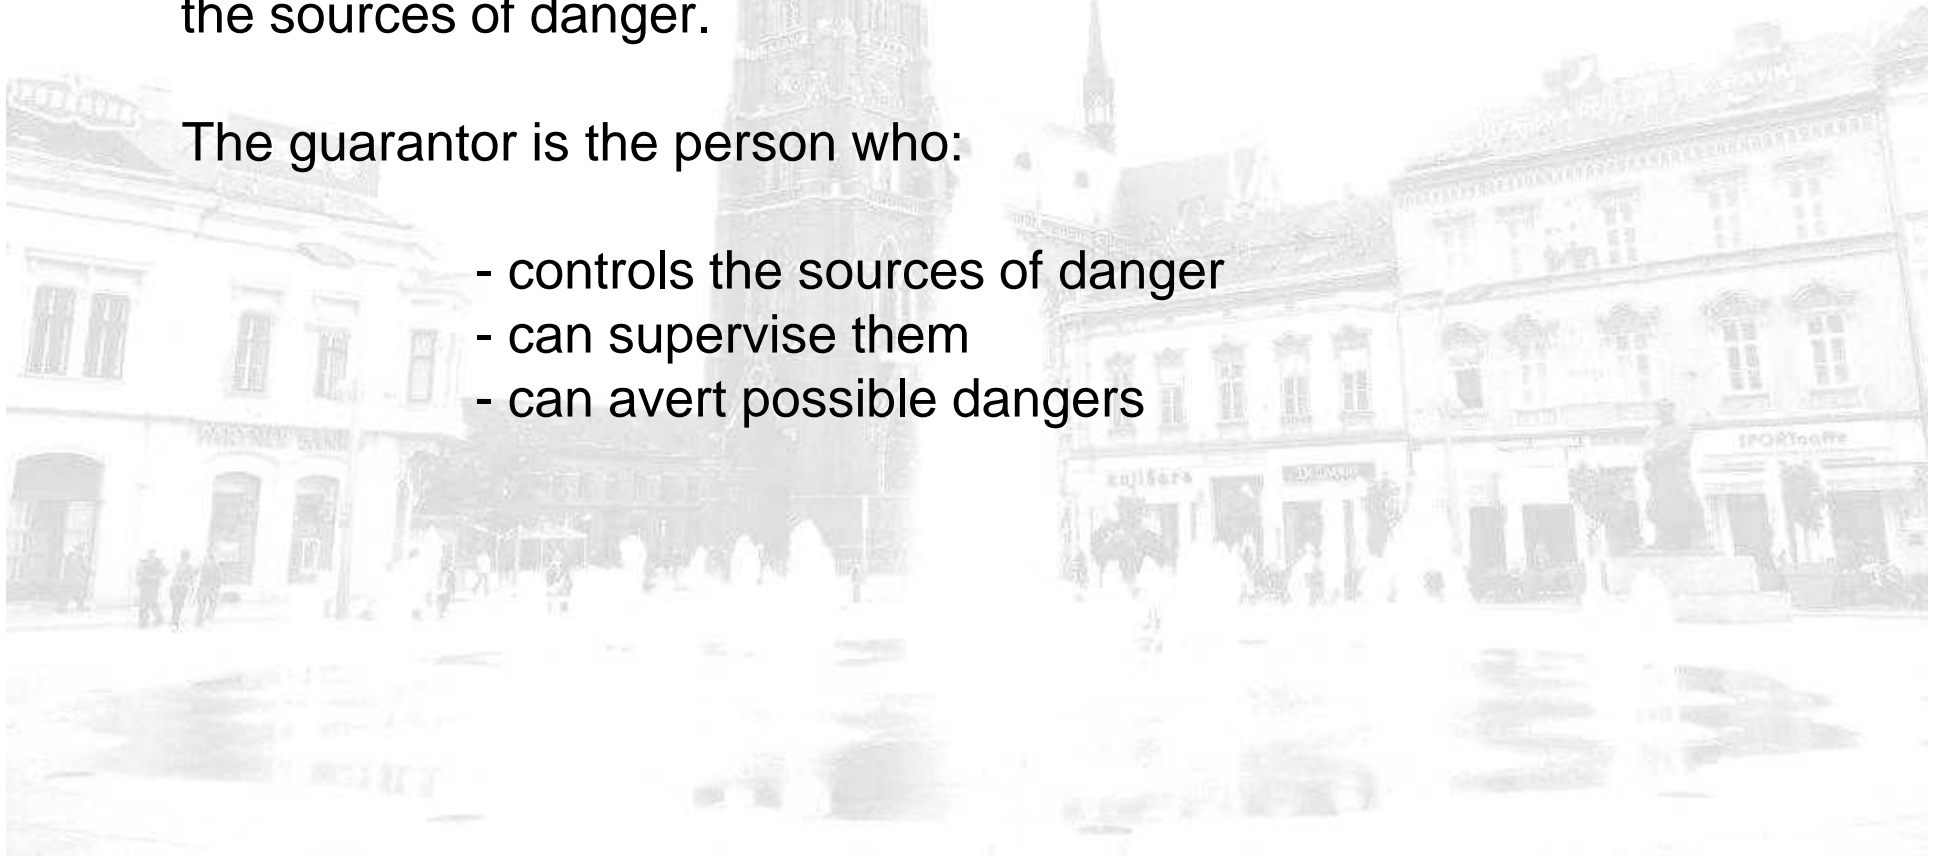 the sources of danger.
The guarantor is the person who:
- controls the sources of danger
- can supervise them
- can avert possible dangers